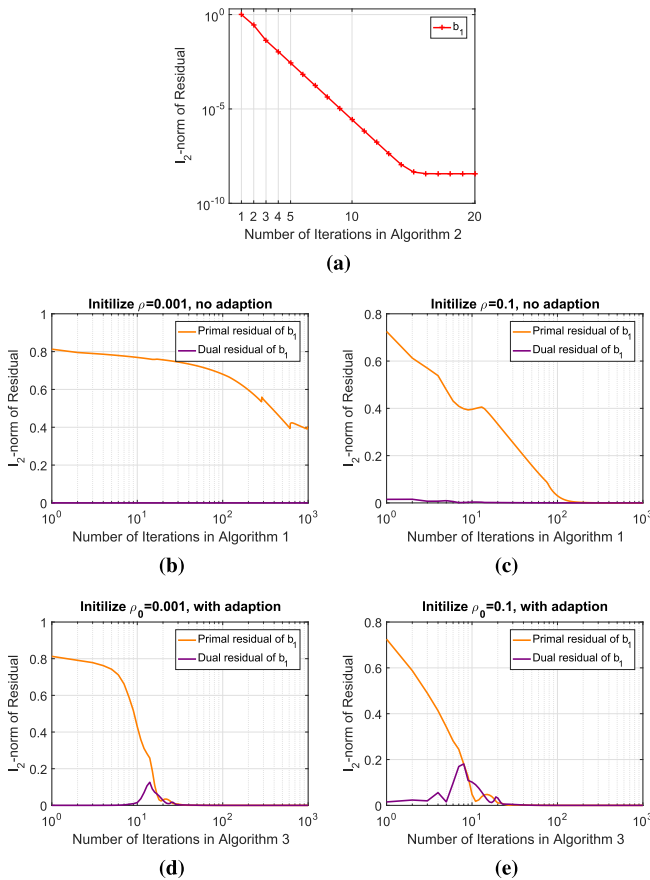 10^0
10^-5
10^-10
l₂-norm of Residual
b₁
1 2 3 4 5 10 20
Number of Iterations in Algorithm 2
(a)
Initilize ρ=0.001, no adaption
Primal residual of b₁
Dual residual of b₁
1
0.8
0.6
0.4
0.2
0
l₂-norm of Residual
10^0 10^1 10^2 10^3
Number of Iterations in Algorithm 1
(b)
Initilize ρ=0.1, no adaption
Primal residual of b₁
Dual residual of b₁
0.8
0.6
0.4
0.2
0
l₂-norm of Residual
10^0 10^1 10^2 10^3
Number of Iterations in Algorithm 1
(c)
Initilize ρ₀=0.001, with adaption
Primal residual of b₁
Dual residual of b₁
1
0.8
0.6
0.4
0.2
0
l₂-norm of Residual
10^0 10^1 10^2 10^3
Number of Iterations in Algorithm 3
(d)
Initilize ρ₀=0.1, with adaption
Primal residual of b₁
Dual residual of b₁
0.8
0.6
0.4
0.2
0
l₂-norm of Residual
10^0 10^1 10^2 10^3
Number of Iterations in Algorithm 3
(e)